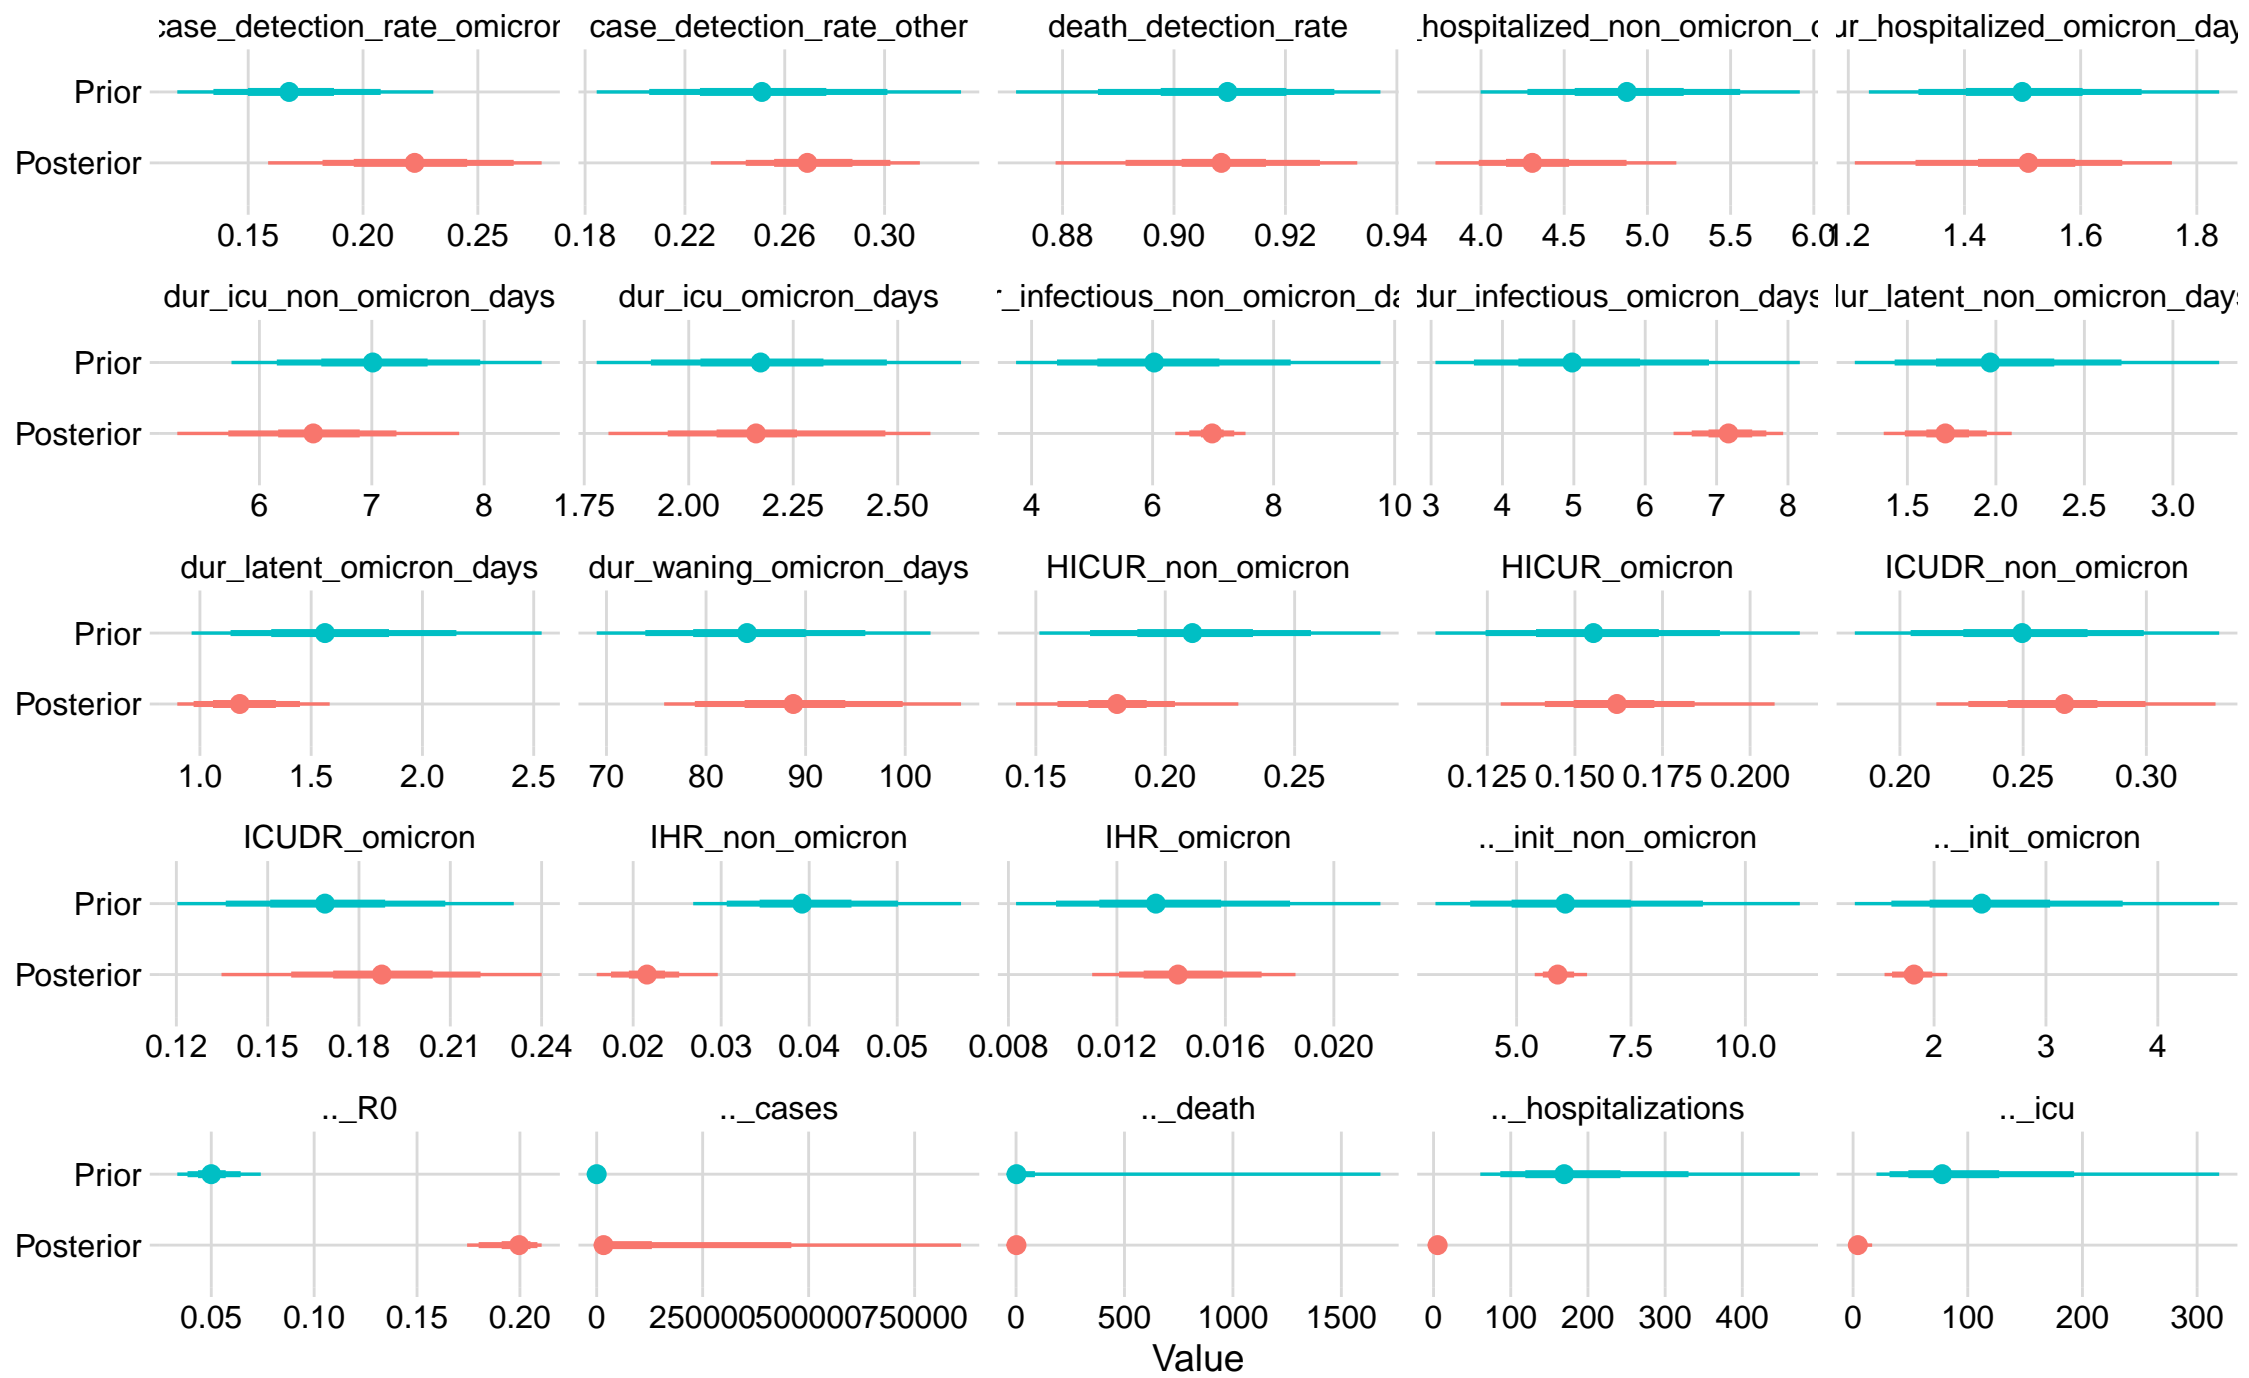 case_detection_rate_omicror case_detection_rate_other death_detection_rate _hospitalized_non_omicron_c ur_hospitalized_omicron_day
Prior
Posterior
0.15 0.20 0.25 0.18 0.22 0.26 0.30 0.88 0.90 0.92 0.94 4.0 4.5 5.0 5.5 6.0 1.2 1.4 1.6 1.8
dur_icu_non_omicron_days dur_icu_omicron_days r_infectious_non_omicron_da dur_infectious_omicron_days lur_latent_non_omicron_days
Prior
Posterior
6 7 8 1.75 2.00 2.25 2.50 4 6 8 10 3 4 5 6 7 8 1.5 2.0 2.5 3.0
dur_latent_omicron_days dur_waning_omicron_days HICUR_non_omicron HICUR_omicron ICUDR_non_omicron
Prior
Posterior
1.0 1.5 2.0 2.5 70 80 90 100 0.15 0.20 0.25 0.125 0.150 0.175 0.200 0.20 0.25 0.30
ICUDR_omicron IHR_non_omicron IHR_omicron .._init_non_omicron .._init_omicron
Prior
Posterior
0.12 0.15 0.18 0.21 0.24 0.02 0.03 0.04 0.05 0.008 0.012 0.016 0.020 5.0 7.5 10.0 2 3 4
.._R0 .._cases .._death .._hospitalizations .._icu
Prior
Posterior
0.05 0.10 0.15 0.20 0 250000 500000 750000 0 500 1000 1500 0 100 200 300 400 0 100 200 300
Value